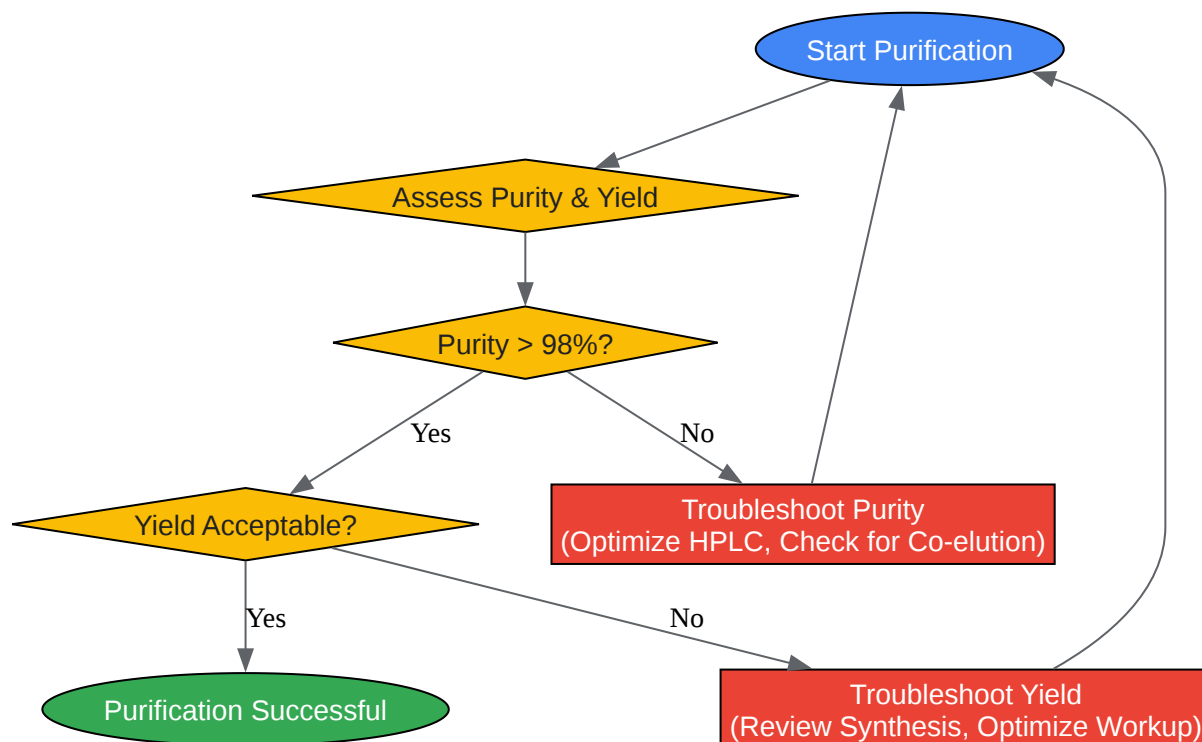 Start Purification
Assess Purity & Yield
Purity > 98%?
Yes
No
Yield Acceptable?
Troubleshoot Purity
(Optimize HPLC, Check for Co-elution)
Yes
No
Purification Successful
Troubleshoot Yield
(Review Synthesis, Optimize Workup)